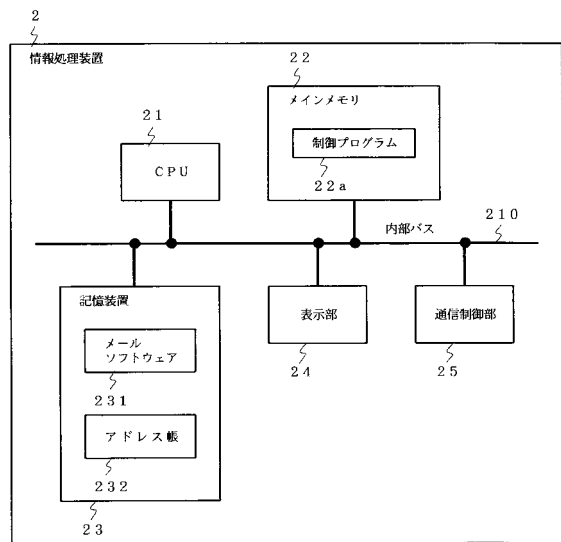 2
情報処理装置
22
メインメモリ
制御プログラム
22a
21
CPU
内部バス
210
記憶装置
メール
ソフトウェア
231
アドレス帳
232
23
表示部
24
通信制御部
25